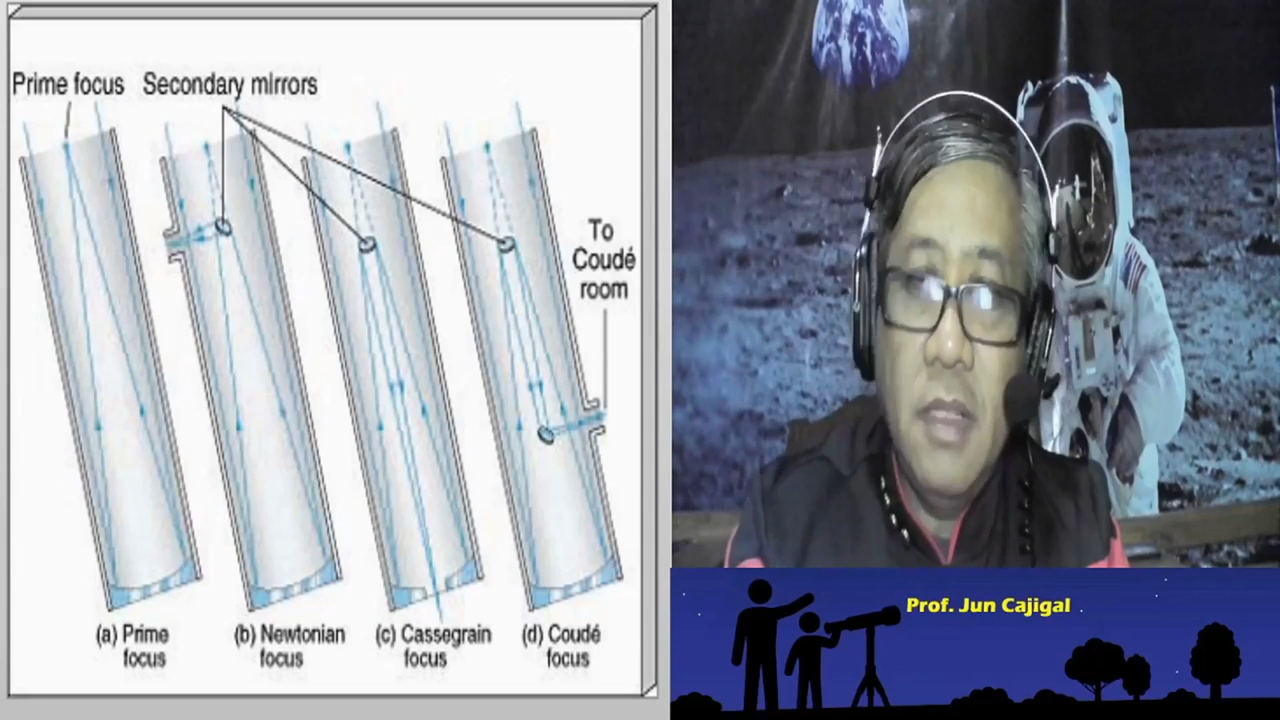 Prime focus
Secondary mirrors
To
Coudé
room
(a) Prime
focus
(b) Newtonian
focus
(c) Cassegrain
focus
(d) Coudé
focus
Prof. Jun Cajigal